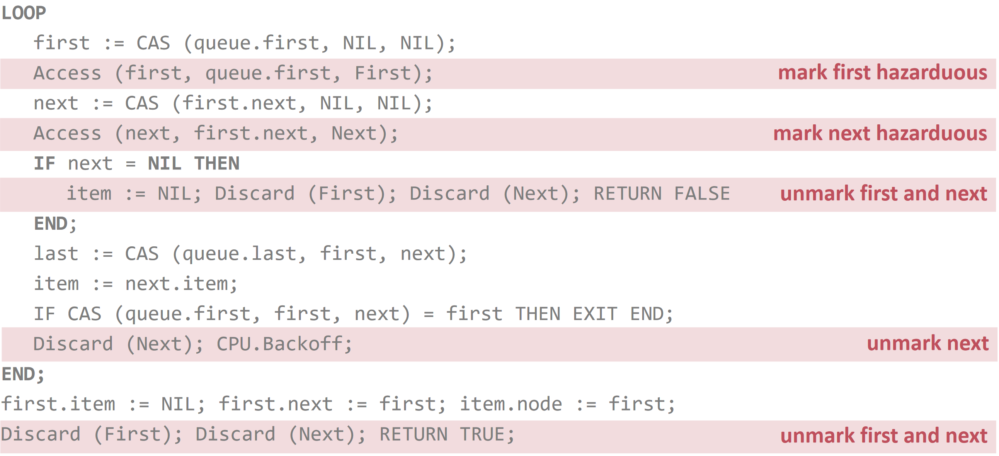 LOOP
first := CAS (queue.first, NIL, NIL);
Access (first, queue.first, First); mark first hazarduous
next := CAS (first.next, NIL, NIL);
Access (next, first.next, Next); mark next hazarduous
IF next = NIL THEN
item := NIL; Discard (First); Discard (Next); RETURN FALSE unmark first and next
END;
last := CAS (queue.last, first, next);
item := next.item;
IF CAS (queue.first, first, next) = first THEN EXIT END;
Discard (Next); CPU.Backoff; unmark next
END;
first.item := NIL; first.next := first; item.node := first;
Discard (First); Discard (Next); RETURN TRUE; unmark first and next